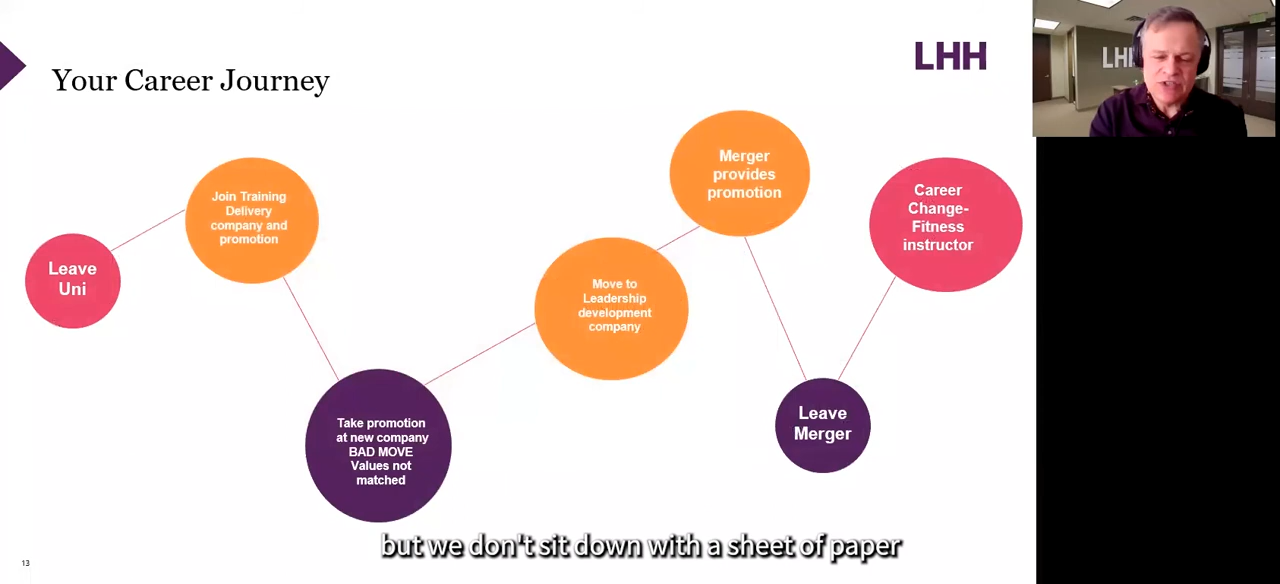 Your Career Journey
LHH
LHH
Leave
Uni
Join Training
Delivery
company and
promotion
Take promotion
at new company
BAD MOVE
Values not
matched
Move to
Leadership
development
company
Merger
provides
promotion
Leave
Merger
Career
Change-
Fitness
instructor
but we don't sit down with a sheet of paper
13